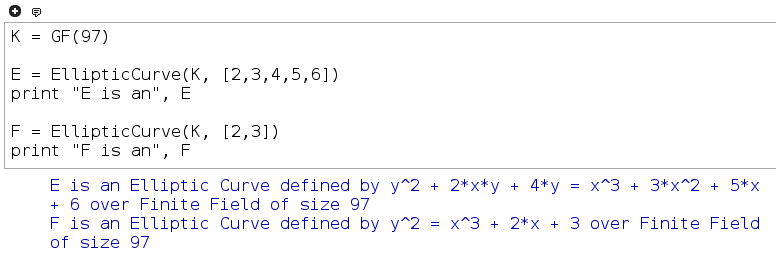 K = GF(97)
E = EllipticCurve(K, [2,3,4,5,6])
print "E is an", E
F = EllipticCurve(K, [2,3])
print "F is an", F
E is an Elliptic Curve defined by y^2 + 2*x*y + 4*y = x^3 + 3*x^2 + 5*x
+ 6 over Finite Field of size 97
F is an Elliptic Curve defined by y^2 = x^3 + 2*x + 3 over Finite Field
of size 97